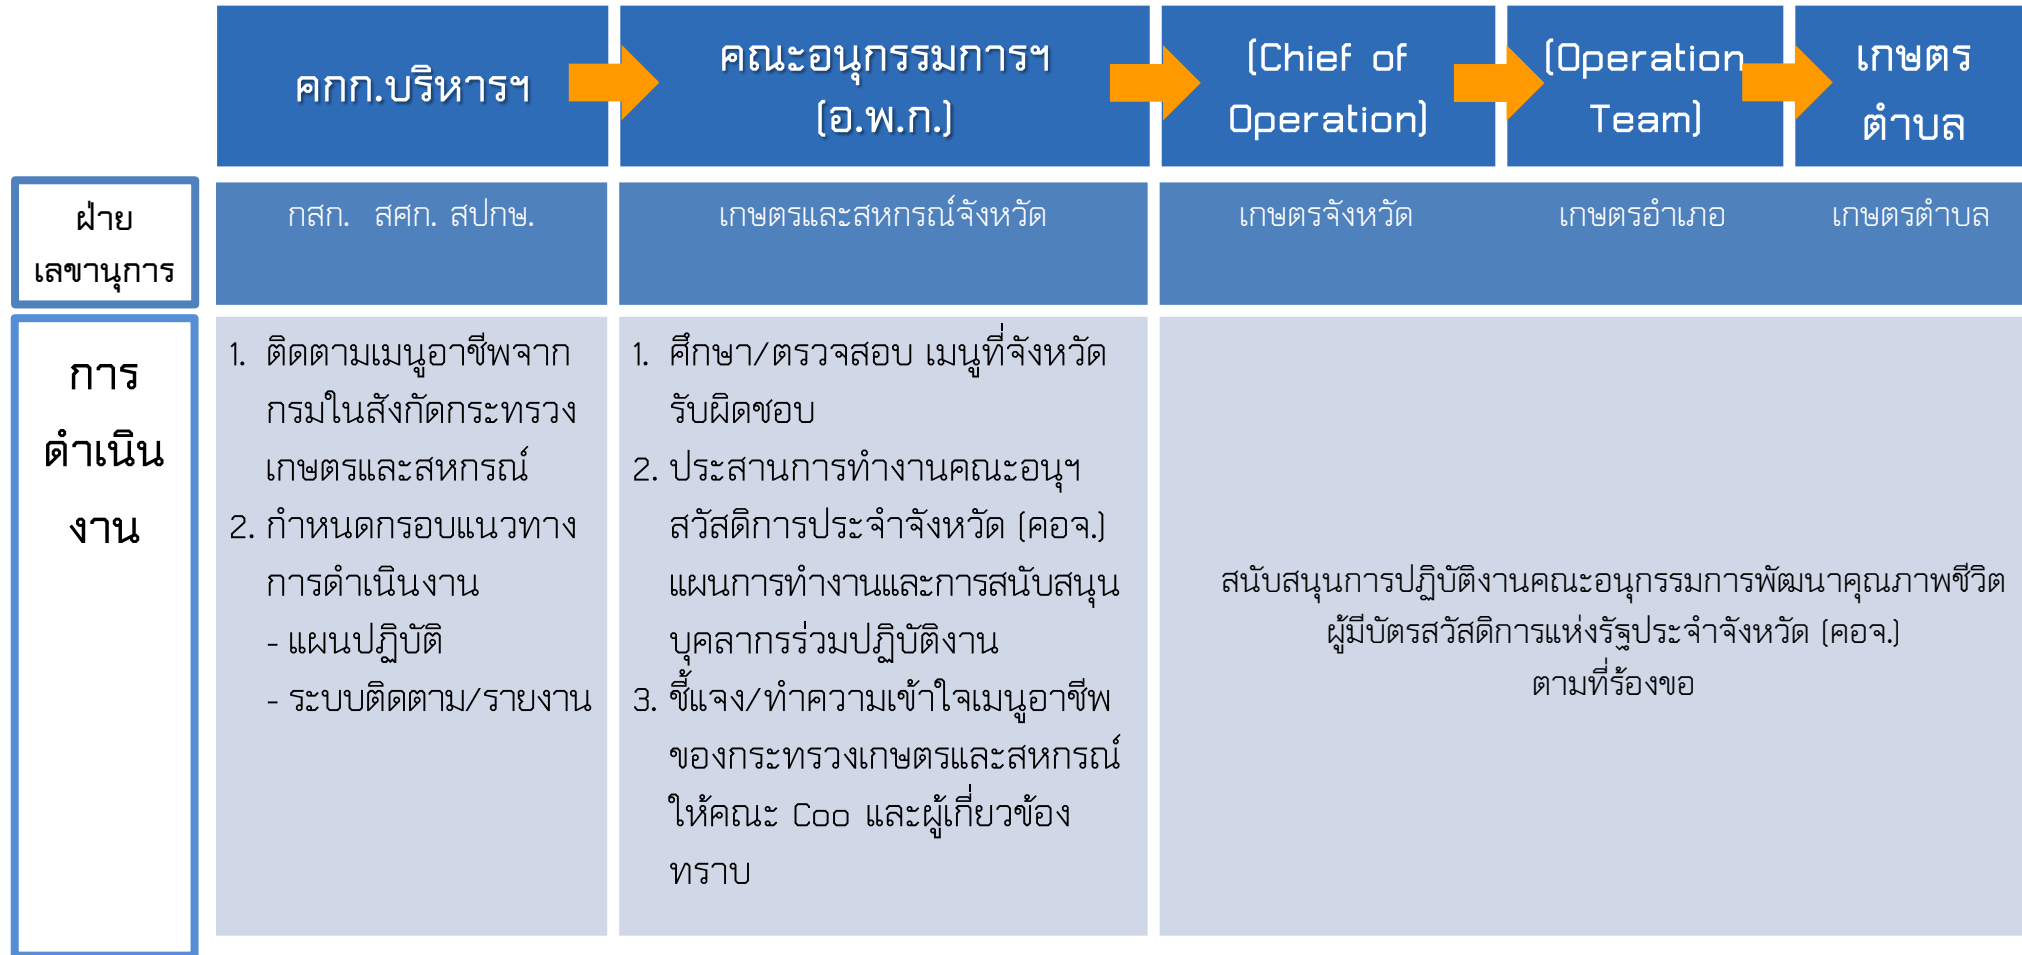 คกก.บริหารฯ
คณะอนุกรรมการฯ
(อ.พ.ก.)
(Chief of
Operation)
(Operation
Team)
เกษตร
ตำบล
ฝ่าย
เลขานุการ
กสก. สศก. สปกษ.
เกษตรและสหกรณ์จังหวัด
เกษตรจังหวัด
เกษตรอำเภอ
เกษตรตำบล
การ
ดำเนิน
งาน
1. ติดตามเมนูอาชีพจาก
กรมในสังกัดกระทรวง
เกษตรและสหกรณ์
2. กำหนดกรอบแนวทาง
การดำเนินงาน
- แผนปฏิบัติ
- ระบบติดตาม/รายงาน
1. ศึกษา/ตรวจสอบ เมนูที่จังหวัด
รับผิดชอบ
2. ประสานการทำงานคณะอนุฯ
สวัสดิการประจำจังหวัด (คอจ.)
แผนการทำงานและการสนับสนุน
บุคลากรร่วมปฏิบัติงาน
3. ชี้แจง/ทำความเข้าใจเมนูอาชีพ
ของกระทรวงเกษตรและสหกรณ์
ให้คณะ Coo และผู้เกี่ยวข้อง
ทราบ
สนับสนุนการปฏิบัติงานคณะอนุกรรมการพัฒนาคุณภาพชีวิต
ผู้มีบัตรสวัสดิการแห่งรัฐประจำจังหวัด (คอจ.)
ตามที่ร้องขอ